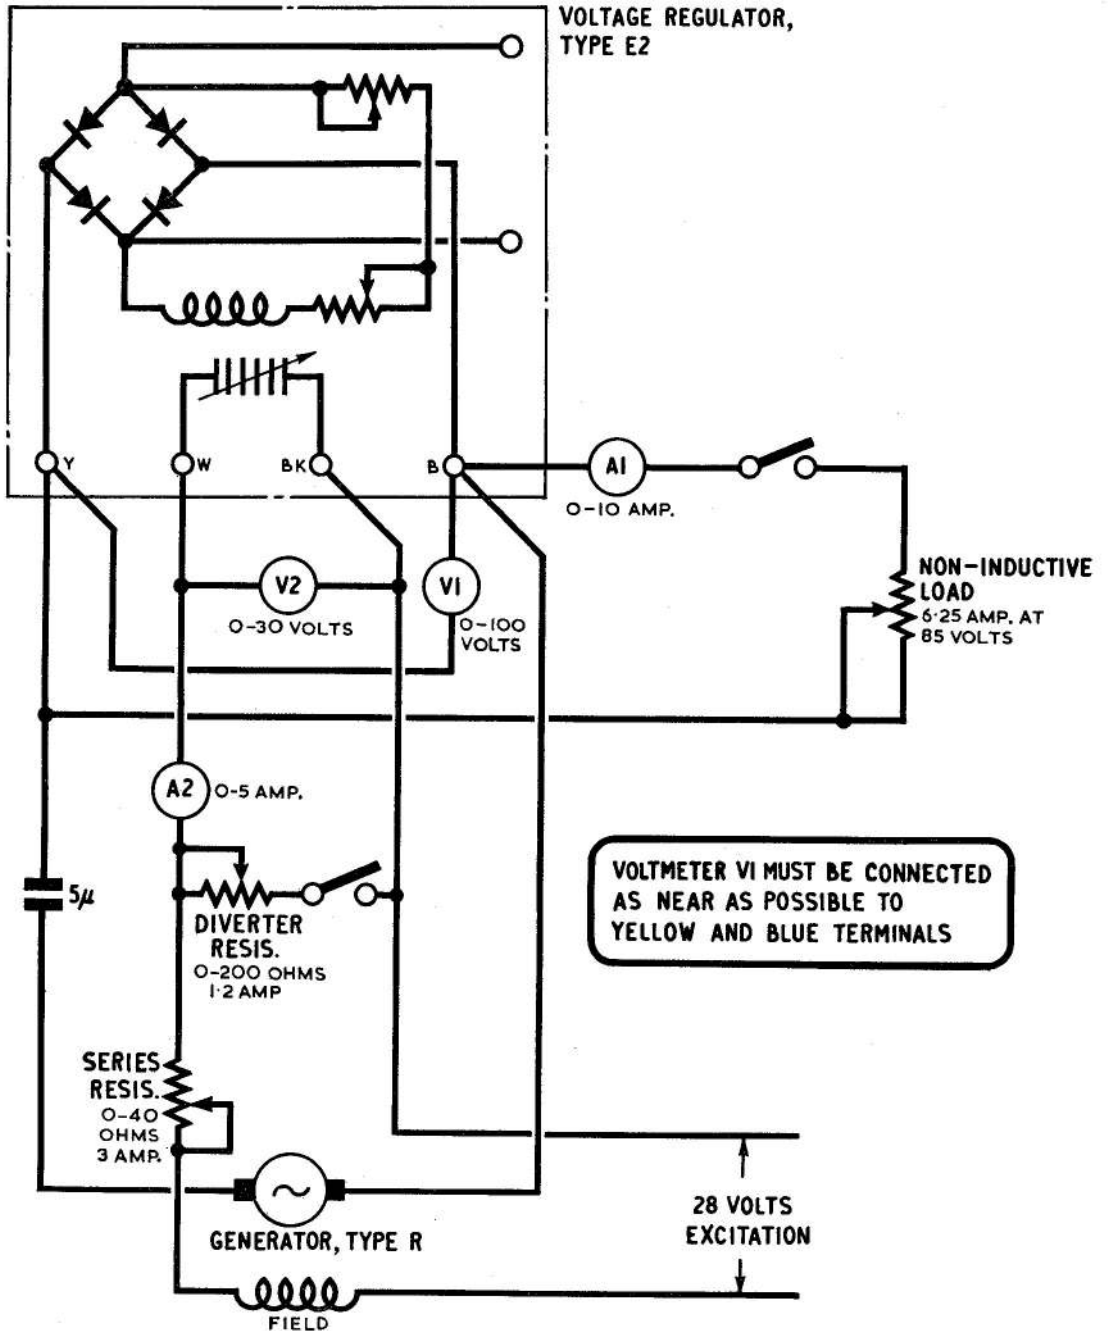 VOLTAGE REGULATOR,
TYPE E2
Y
W
BK
B
A1
0-10 AMP.
V2
0-30 VOLTS
V1
0-100
VOLTS
NON-INDUCTIVE
LOAD
6·25 AMP. AT
85 VOLTS
A2
0-5 AMP.
5μ
DIVERTER
RESIS.
0-200 OHMS
1·2 AMP
VOLTMETER V1 MUST BE CONNECTED
AS NEAR AS POSSIBLE TO
YELLOW AND BLUE TERMINALS
SERIES
RESIS.
0-40
OHMS
3 AMP.
GENERATOR, TYPE R
28 VOLTS
EXCITATION
FIELD